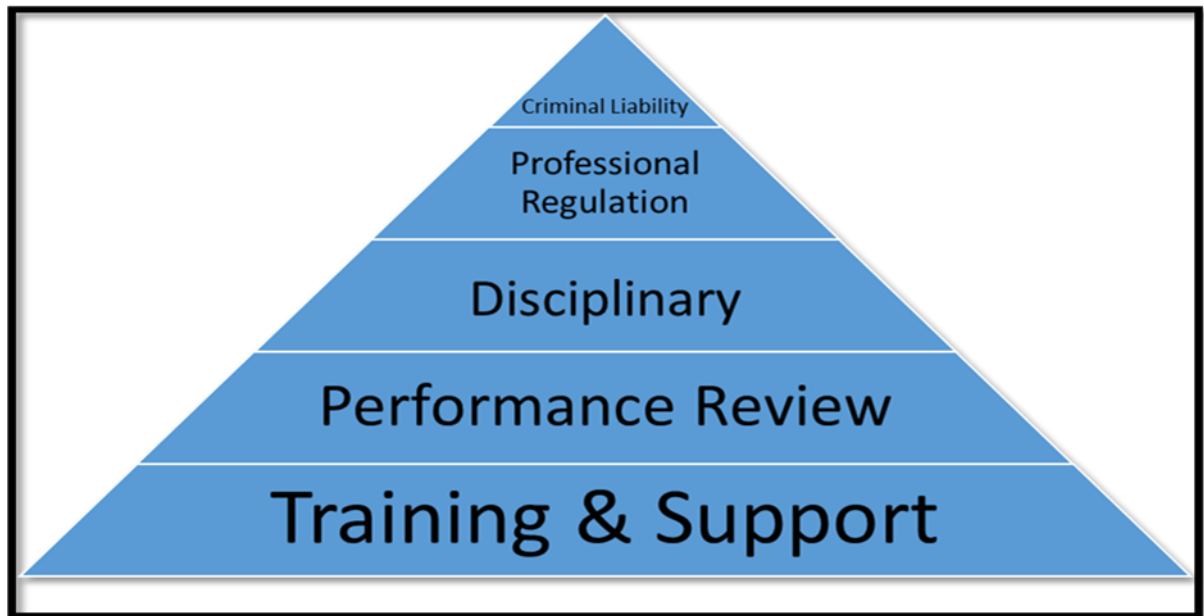 Criminal Liability
Professional
Regulation
Disciplinary
Performance Review
Training & Support